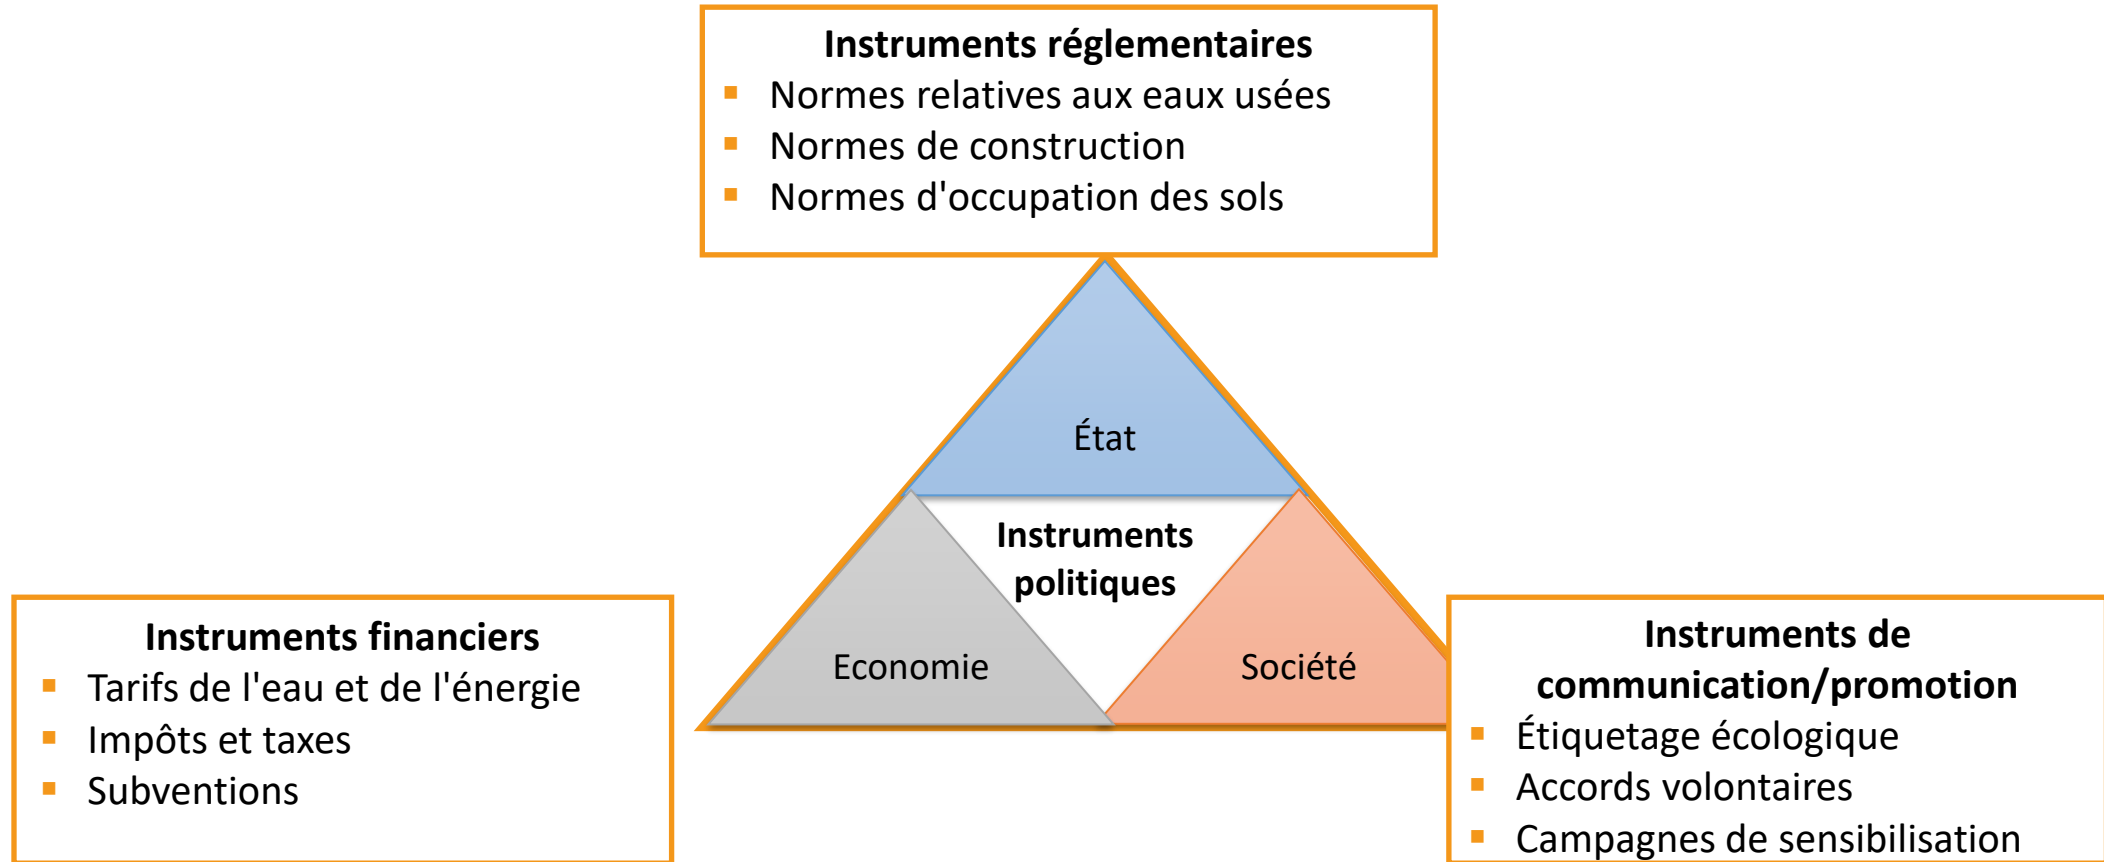 Instruments réglementaires
▪ Normes relatives aux eaux usées
▪ Normes de construction
▪ Normes d'occupation des sols
État
Instruments
politiques
Economie
Société
Instruments financiers
▪ Tarifs de l'eau et de l'énergie
▪ Impôts et taxes
▪ Subventions
Instruments de
communication/promotion
▪ Étiquetage écologique
▪ Accords volontaires
▪ Campagnes de sensibilisation